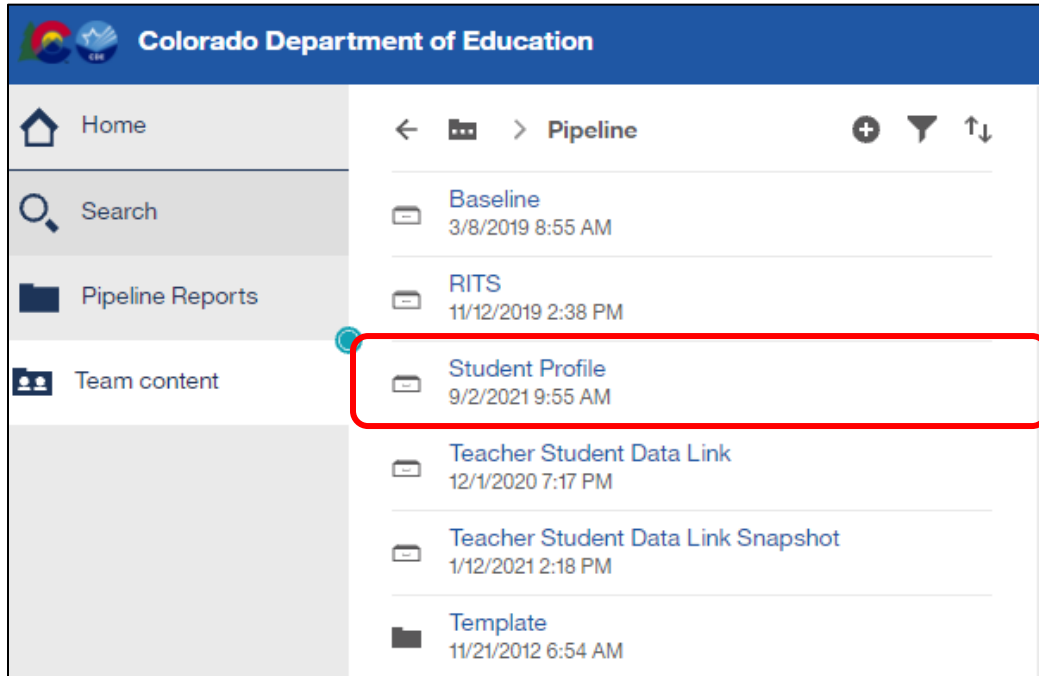 CDE
Colorado Department of Education
Home
Search
Pipeline Reports
Team content
Pipeline
Baseline
3/8/2019 8:55 AM
RITS
11/12/2019 2:38 PM
Student Profile
9/2/2021 9:55 AM
Teacher Student Data Link
12/1/2020 7:17 PM
Teacher Student Data Link Snapshot
1/12/2021 2:18 PM
Template
11/21/2012 6:54 AM